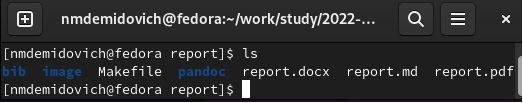 nmdemidovich@fedora:~/work/study/2022-...
[nmdemidovich@fedora report]$ ls
bib image Makefile pandoc report.docx report.md report.pdf
[nmdemidovich@fedora report]$